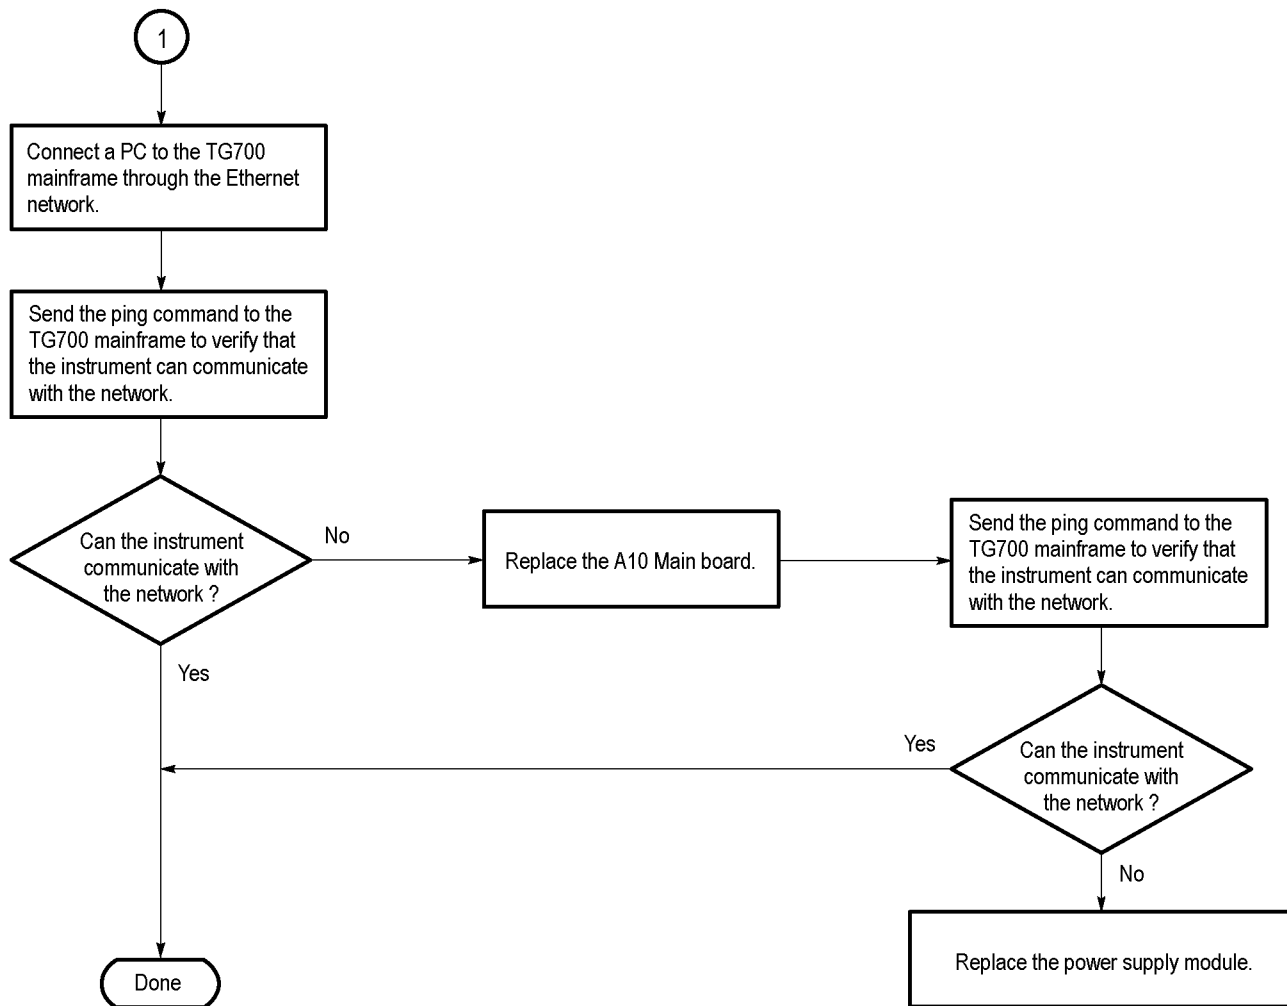 1
Connect a PC to the TG700
mainframe through the Ethernet
network.
Send the ping command to the
TG700 mainframe to verify that
the instrument can communicate
with the network.
Can the instrument
communicate with
the network ?
No
Yes
Replace the A10 Main board.
Send the ping command to the
TG700 mainframe to verify that
the instrument can communicate
with the network.
Can the instrument
communicate with
the network ?
Yes
No
Replace the power supply module.
Done